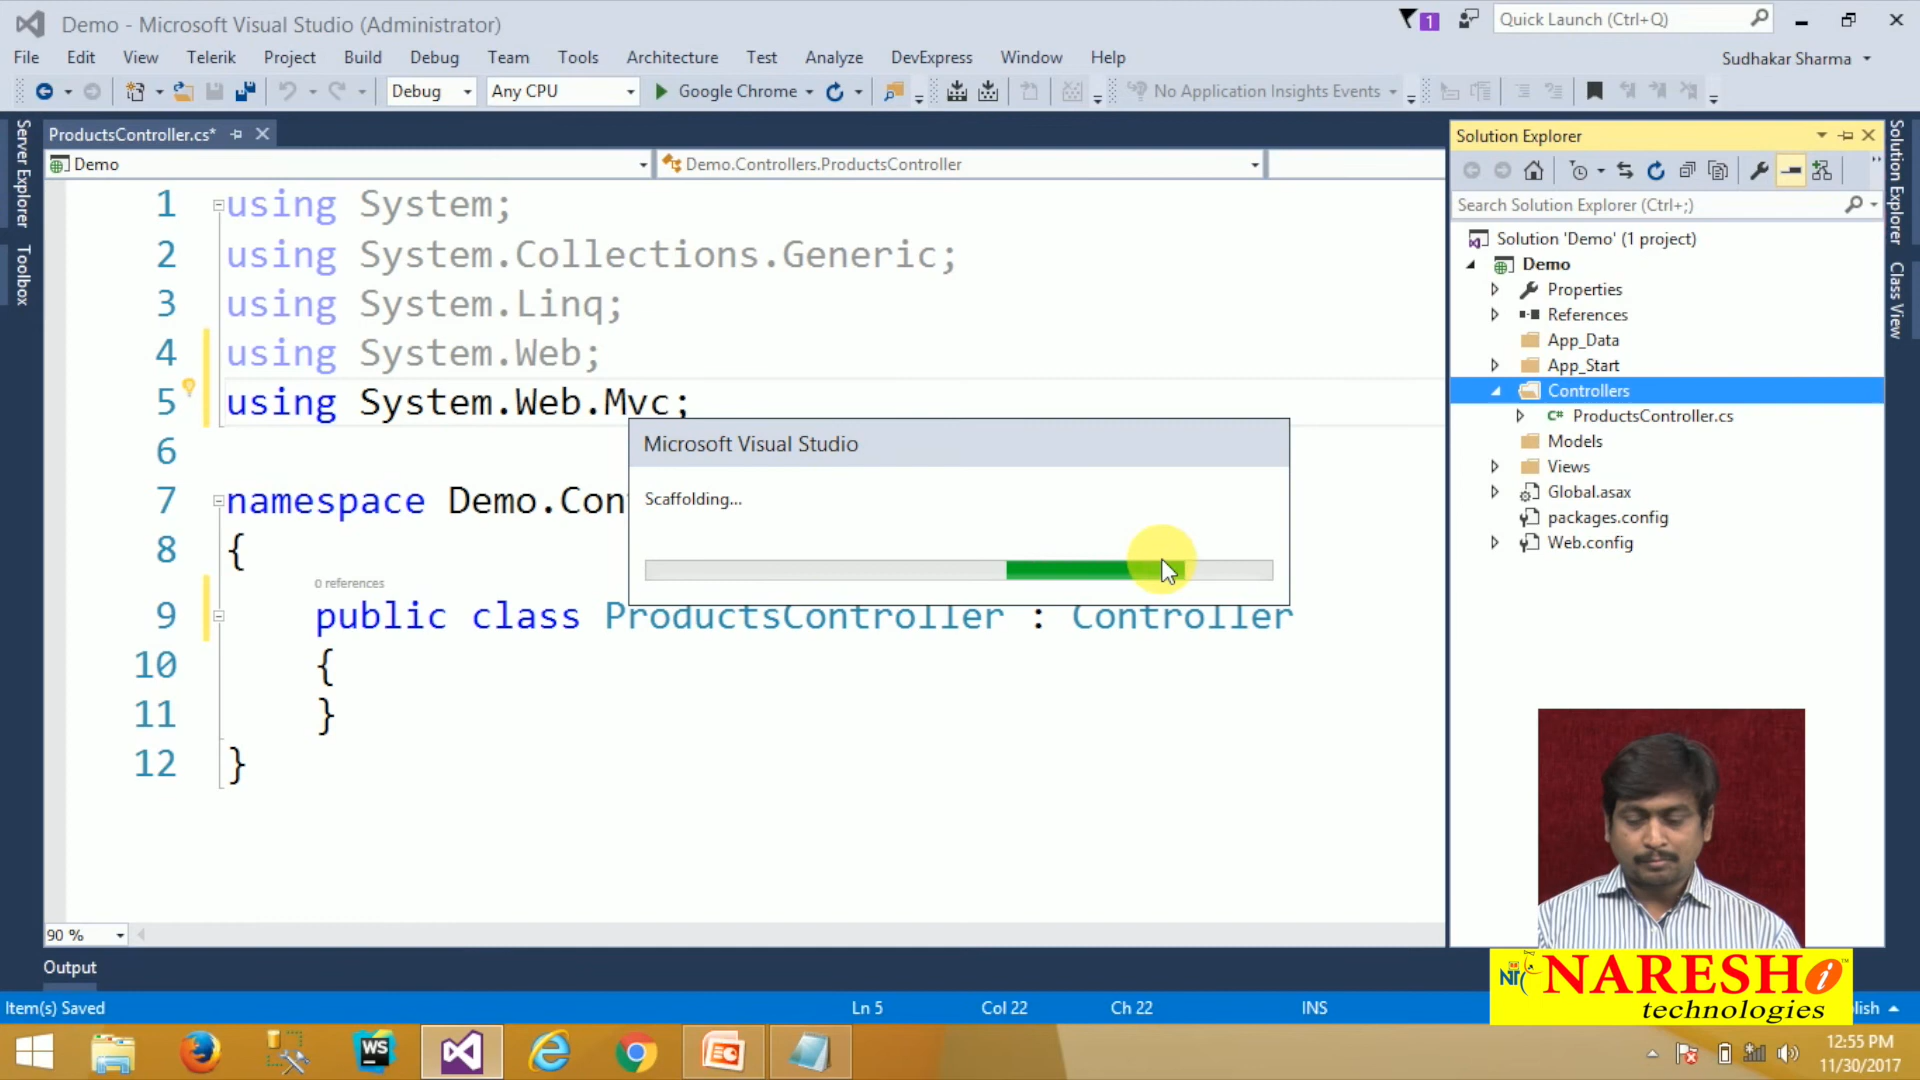 Demo - Microsoft Visual Studio (Administrator)
1
Quick Launch (Ctrl+Q)
File Edit View Telerik Project Build Debug Team Tools Architecture Test Analyze DevExpress Window Help
Sudhakar Sharma
Debug
Any CPU
Google Chrome
No Application Insights Events
Server Explorer
Toolbox
ProductsController.cs*
Demo
Demo.Controllers.ProductsController
1 using System;
2 using System.Collections.Generic;
3 using System.Linq;
4 using System.Web;
5 using System.Web.Mvc;
6
7 namespace Demo.Con
8 {
0 references
9 public class ProductsController : Controller
10 {
11 }
12 }
Microsoft Visual Studio
Scaffolding...
Solution Explorer
Search Solution Explorer (Ctrl+;)
Solution 'Demo' (1 project)
Demo
Properties
References
App_Data
App_Start
Controllers
C# ProductsController.cs
Models
Views
Global.asax
packages.config
Web.config
Solution Explorer
Class View
90 %
Output
Item(s) Saved
Ln 5
Col 22
Ch 22
INS
lish
NARESH i
technologies
WS
12:55 PM
11/30/2017